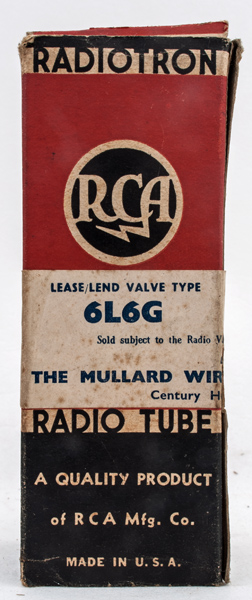 RADIOTRON
RCA
LEASE/LEND VALVE TYPE
6L6G
Sold subject to the Radio V
THE MULLARD WIR
Century H
RADIO TUBE
A QUALITY PRODUCT
of RCA Mfg. Co.
MADE IN U.S.A.